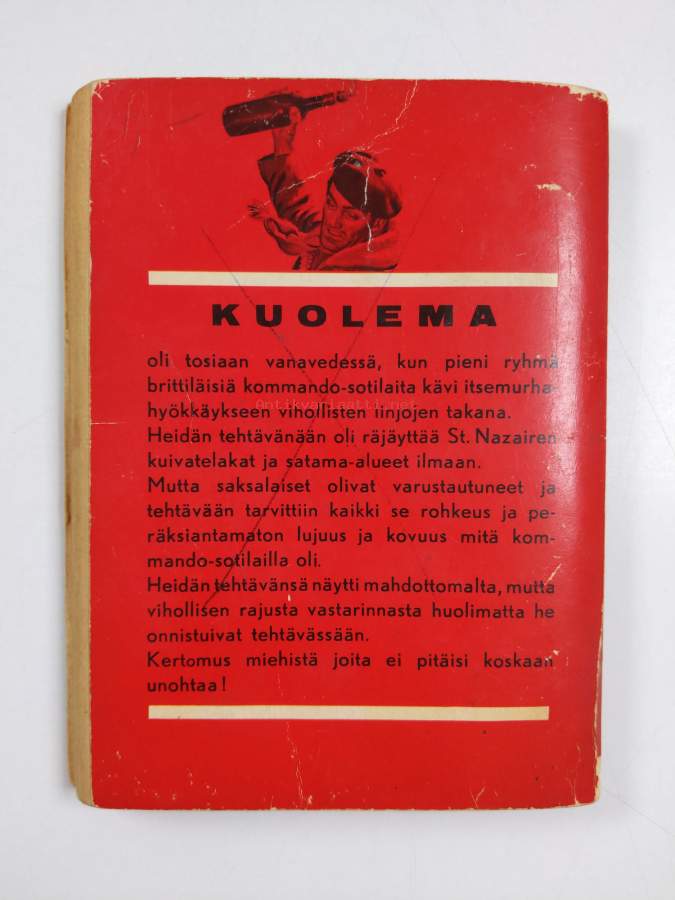 KUOLEMA
oli tosiaan vanavedessä, kun pieni ryhmä
brittiläisiä kommando-sotilaita kävi itsemurha-
Antikvariaatti.net
hyökkäykseen vihollisten linjojen takana.
Heidän tehtävänään oli räjäyttää St. Nazairen
kuivatelakat ja satama-alueet ilmaan.
Mutta saksalaiset olivat varustautuneet ja
tehtävään tarvittiin kaikki se rohkeus ja pe-
räksiantamaton lujuus ja kovuus mitä kom-
mando-sotilailla oli.
Heidän tehtävänsä näytti mahdottomalta, mutta
vihollisen rajusta vastarinnasta huolimatta he
onnistuivat tehtävässään.
Kertomus miehistä joita ei pitäisi koskaan
unohtaa!